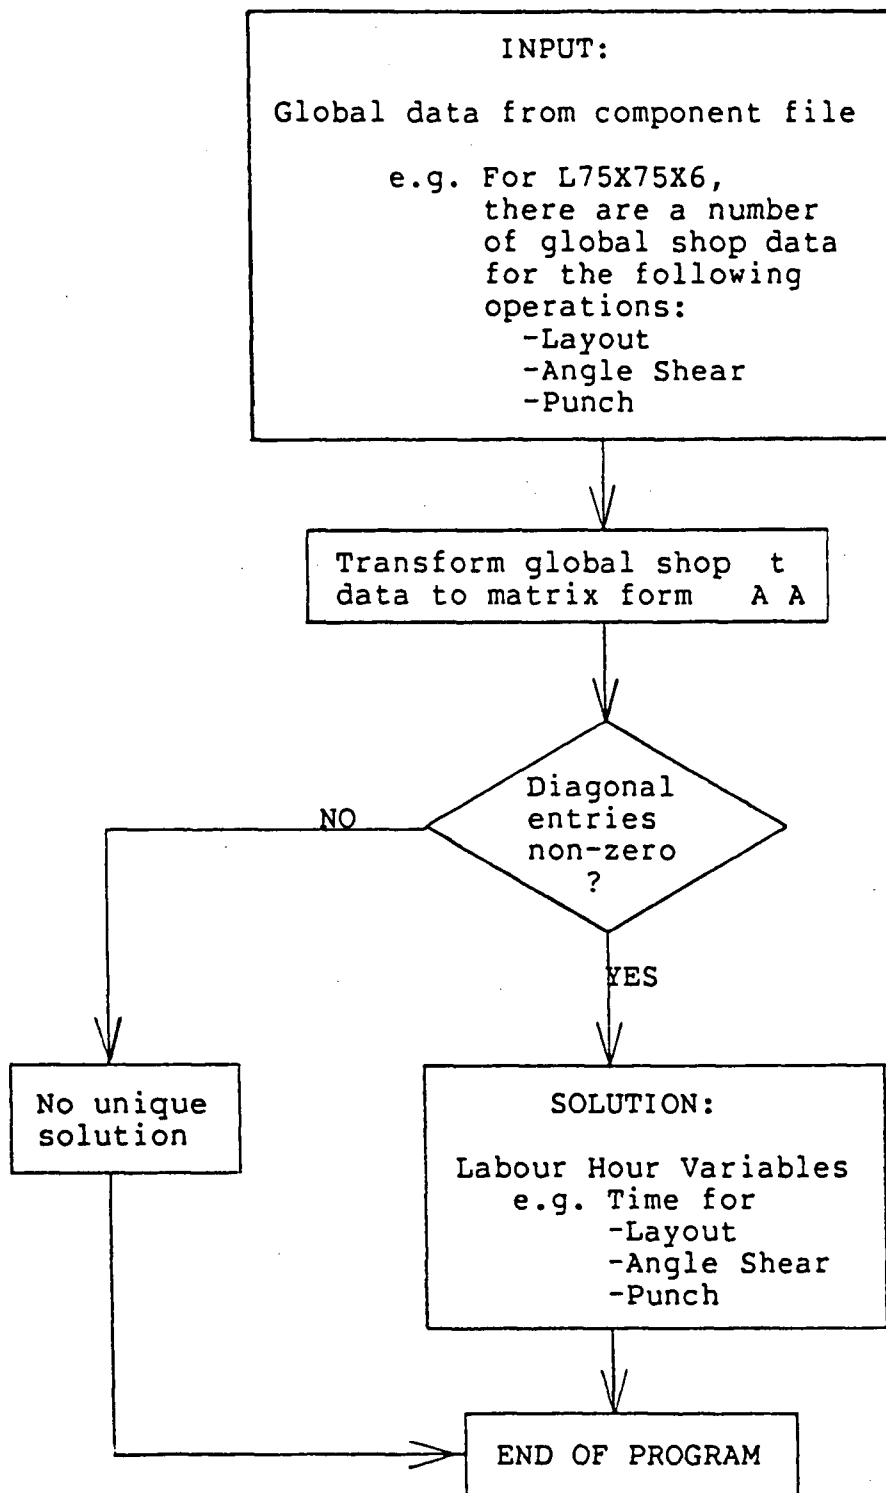 INPUT:
Global data from component file
e.g. For L75X75X6,
there are a number
of global shop data
for the following
operations:
-Layout
-Angle Shear
-Punch
Transform global shop t
data to matrix form A A
Diagonal
entries
non-zero
?
NO
YES
No unique
solution
SOLUTION:
Labour Hour Variables
e.g. Time for
-Layout
-Angle Shear
-Punch
END OF PROGRAM